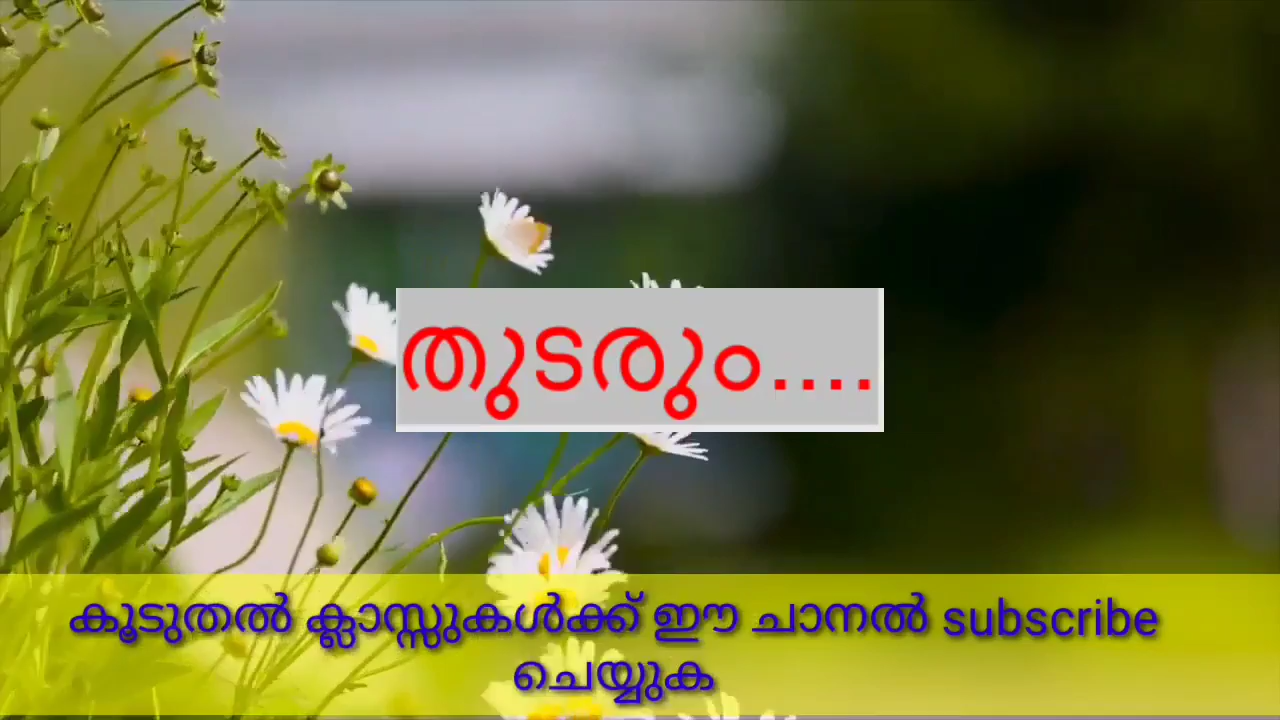 തുടരും....
കൂടുതൽ ക്ലാസ്സുകൾക്ക് ഈ ചാനൽ subscribe
ചെയ്യുക